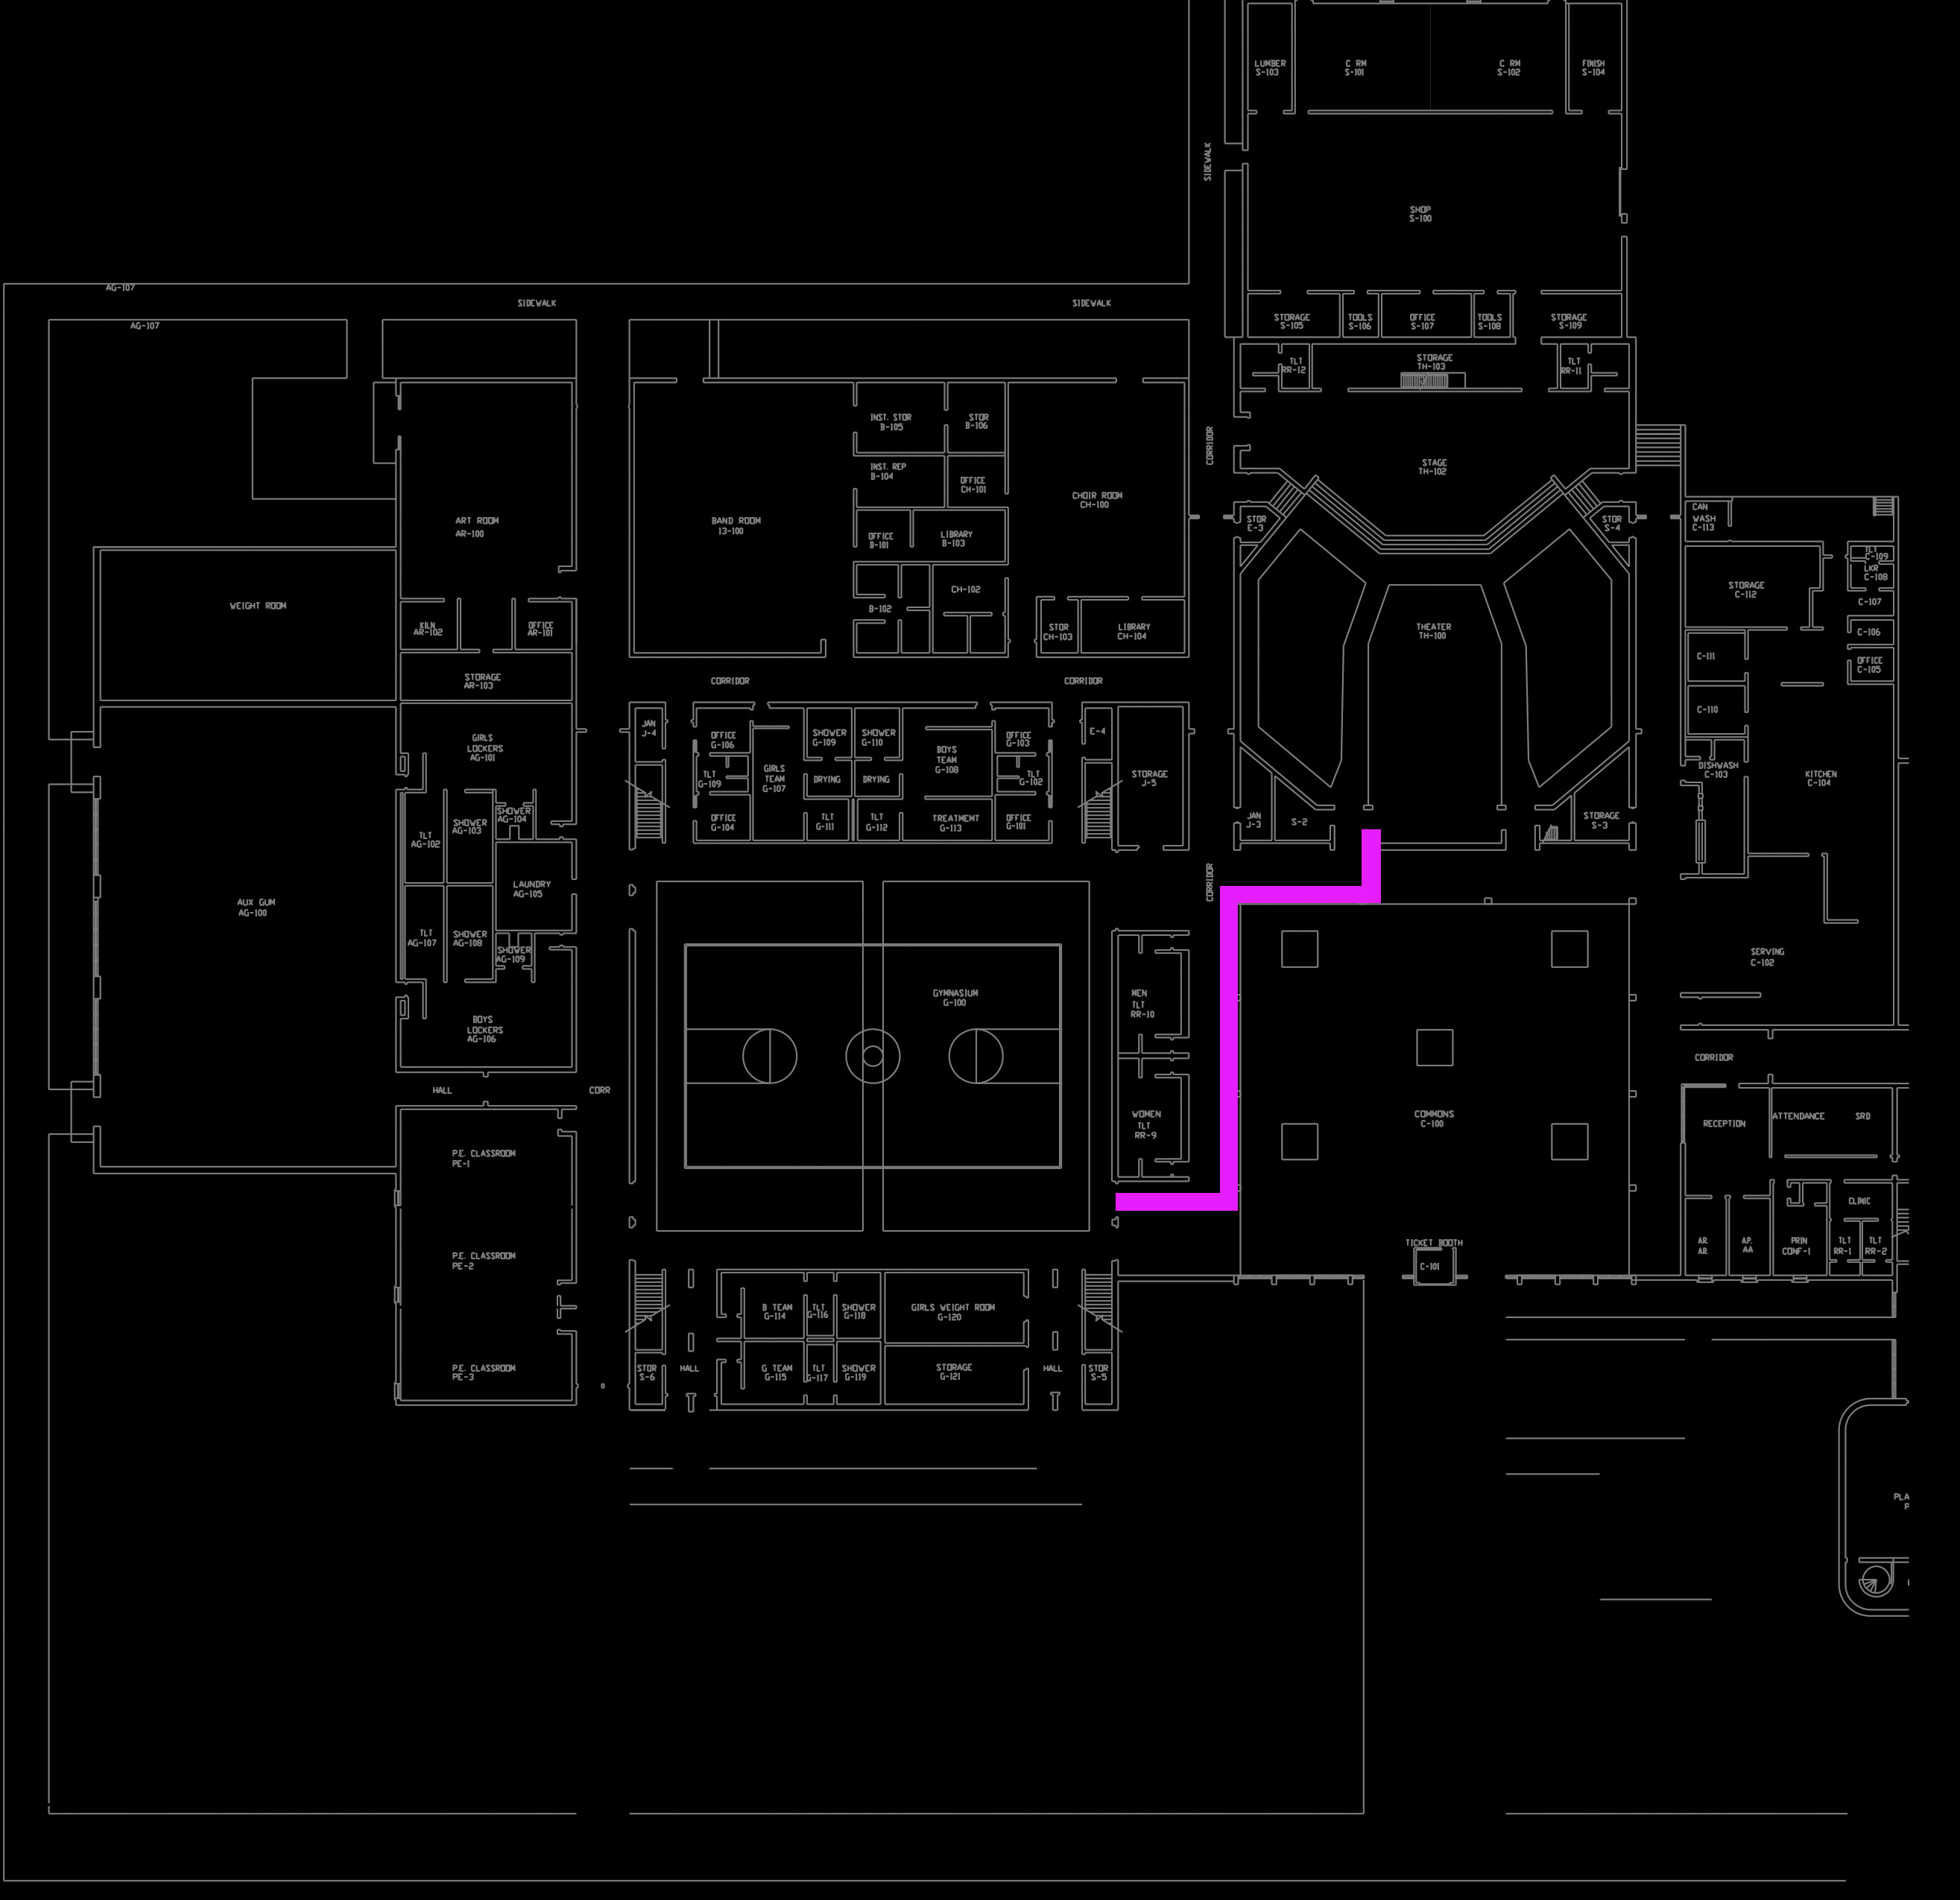 LUMBER
S-103
C RM
S-101
C RM
S-102
FINISH
S-104
SIDEWALK
SHOP
S-100
AG-107
SIDEWALK
SIDEWALK
AG-107
STORAGE
S-105
TOOLS
S-106
OFFICE
S-107
TOOLS
S-108
STORAGE
S-109
TLT
RR-12
STORAGE
TH-103
TLT
RR-11
INST. STOR
B-105
STOR
B-106
CORRIDOR
INST. REP
B-104
OFFICE
CH-101
CHOIR ROOM
CH-100
STAGE
TH-102
ART ROOM
AR-100
BAND ROOM
13-100
OFFICE
B-101
LIBRARY
B-103
STOR
E-3
STOR
S-4
CAN
WASH
C-113
TLT
C-109
LKR
C-108
STORAGE
C-112
C-107
WEIGHT ROOM
B-102
CH-102
KILN
AR-102
OFFICE
AR-101
STOR
CH-103
LIBRARY
CH-104
THEATER
TH-100
C-106
C-111
OFFICE
C-105
STORAGE
AR-103
CORRIDOR
CORRIDOR
C-110
JAN
J-4
OFFICE
G-106
SHOWER
G-109
SHOWER
G-110
OFFICE
G-103
E-4
GIRLS
LOCKERS
AG-101
BOYS
TEAM
G-108
GIRLS
TEAM
G-107
TLT
G-109
DRYING
DRYING
TLT
G-102
STORAGE
J-5
DISHWASH
C-103
KITCHEN
C-104
SHOWER
AG-104
SHOWER
AG-103
TLT
AG-102
OFFICE
G-104
TLT
G-111
TLT
G-112
TREATMEMT
G-113
OFFICE
G-101
JAN
J-3
S-2
STORAGE
S-3
CORRIDOR
LAUNDRY
AG-105
AUX GUM
AG-100
TLT
AG-107
SHOWER
AG-108
SHOWER
AG-109
SERVING
C-102
GYMNASIUM
G-100
MEN
TLT
RR-10
BOYS
LOCKERS
AG-106
CORRIDOR
HALL
CORR
WOMEN
TLT
RR-9
COMMONS
C-100
RECEPTION
ATTENDANCE
SRD
P.E. CLASSROOM
PE-1
CLINIC
TICKET BOOTH
C-101
AR.
AR.
AP.
AA
PRIN
CONF-1
TLT
RR-1
TLT
RR-2
P.E. CLASSROOM
PE-2
B TEAM
G-114
TLT
G-116
SHOWER
G-118
GIRLS WEIGHT ROOM
G-120
P.E. CLASSROOM
PE-3
STOR
S-6
HALL
G TEAM
G-115
TLT
G-117
SHOWER
G-119
STORAGE
G-121
HALL
STOR
S-5
PLA
P